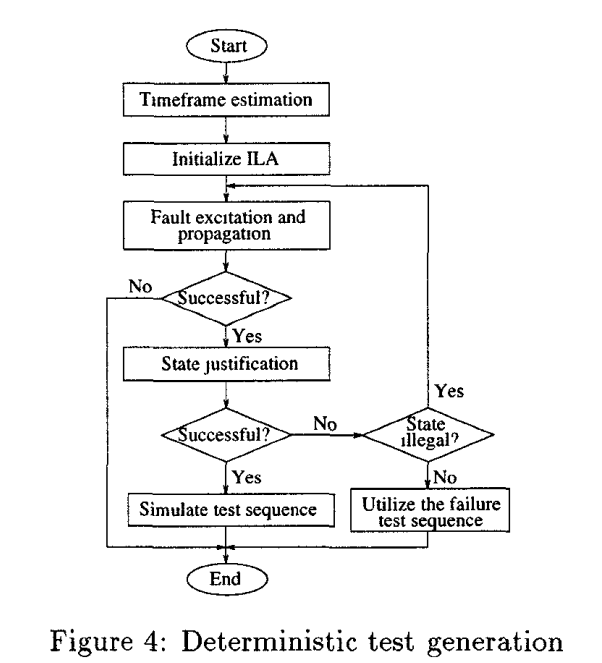 Start
Timeframe estimation
Initialize ILA
Fault excitation and
propagation
No
Successful?
Yes
State justification
Yes
Successful?
No
State
illegal?
Yes
No
Simulate test sequence
Utilize the failure
test sequence
End
Figure 4: Deterministic test generation